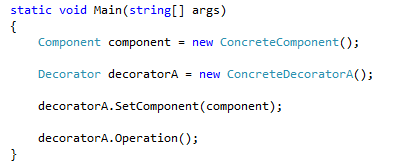 static void Main(string[] args)
{
Component component = new ConcreteComponent();
Decorator decoratorA = new ConcreteDecoratorA();
decoratorA.SetComponent(component);
decoratorA.Operation();
}